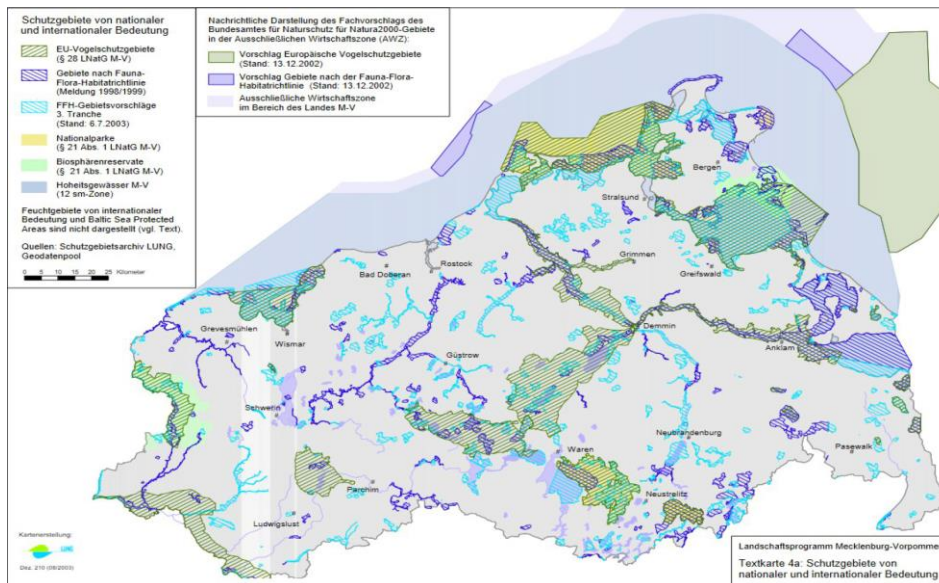 Schutzgebiete von nationaler
und internationaler Bedeutung
EU-Vogelschutzgebiete
(§ 28 LNatG M-V)
Gebiete nach Fauna-
Flora-Habitatrichtlinie
(Meldung 1998/1999)
FFH-Gebietsvorschläge
3. Tranche
(Stand: 6.7.2003)
Nationalparke
(§ 21 Abs. 1 LNatG M-V)
Biosphärenreservate
(§ 21 Abs. 1 LNatG M-V)
Hoheitsgewässer M-V
(12 sm-Zone)
Feuchtgebiete von internationaler
Bedeutung und Baltic Sea Protected
Areas sind nicht dargestellt (vgl. Text).
Quellen: Schutzgebietsarchiv LUNG,
Geodatenpool
0 5 10 15 20 25 Kilometer
Nachrichtliche Darstellung des Fachvorschlags des
Bundesamtes für Naturschutz für Natura2000-Gebiete
in der Ausschließlichen Wirtschaftszone (AWZ):
Vorschlag Europäische Vogelschutzgebiete
(Stand: 13.12.2002)
Vorschlag Gebiete nach der Fauna-Flora-
Habitatrichtlinie (Stand: 13.12.2002)
Ausschließliche Wirtschaftszone
im Bereich des Landes M-V
Bergen
Stralsund
Grimmen
Greifswald
Rostock
Bad Doberan
Grevesmühlen
Wismar
Demmin
Anklam
Güstrow
Schwerin
Neubrandenburg
Waren
Pasewalk
Parchim
Neustrelitz
Ludwigslust
Kartenerstellung:
LUNG
Dez. 210 (08/2003)
Landschaftsprogramm Mecklenburg-Vorpomme
Textkarte 4a: Schutzgebiete von
nationaler und internationaler Bedeutung